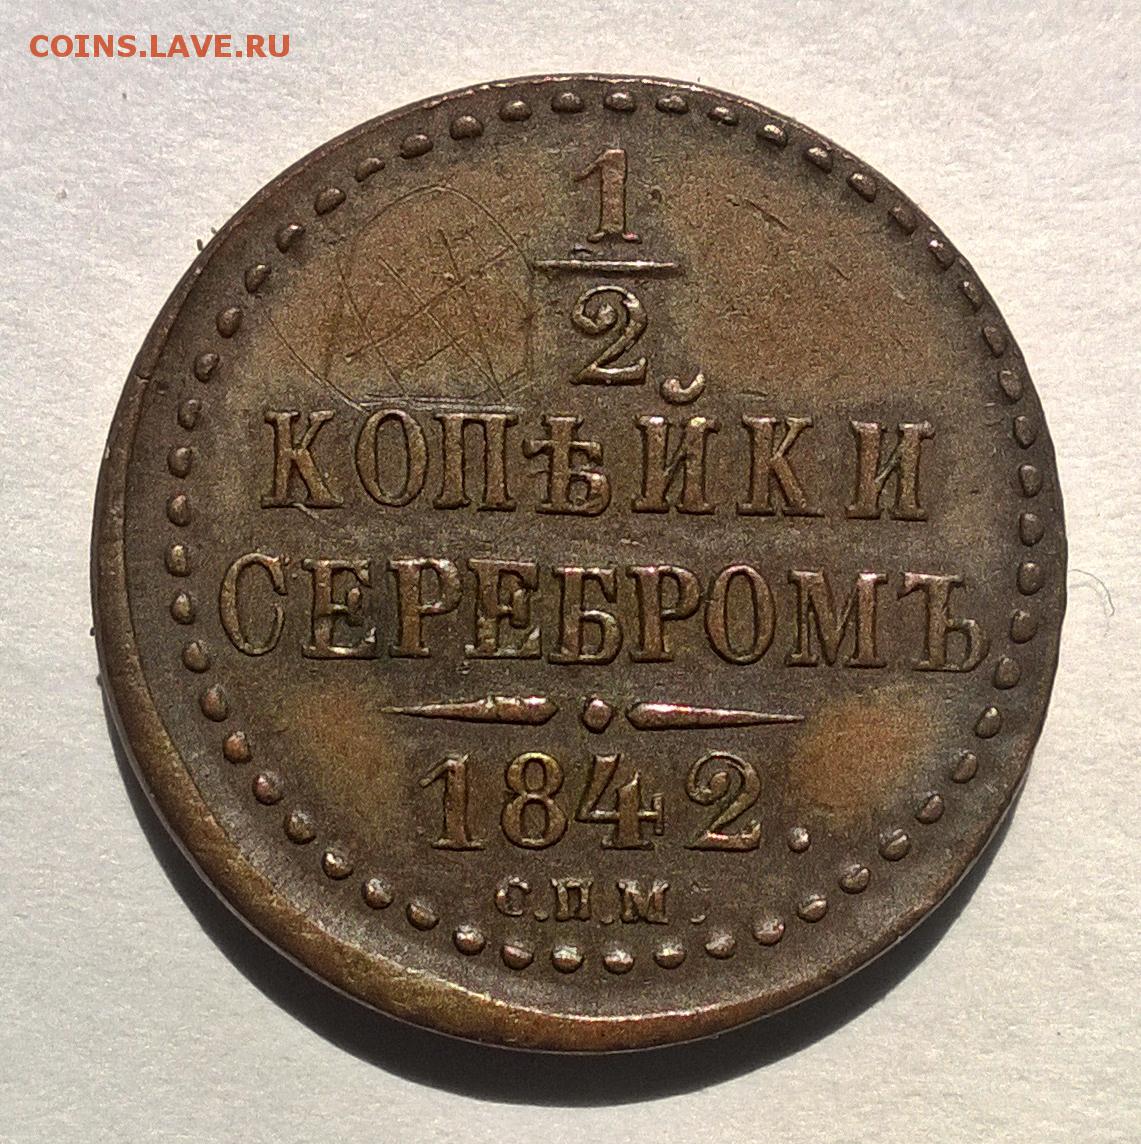 COINS.LAVE.RU
1
2
КОПѢЙКИ
СЕРЕБРОМЪ
1842.
С.П.М.